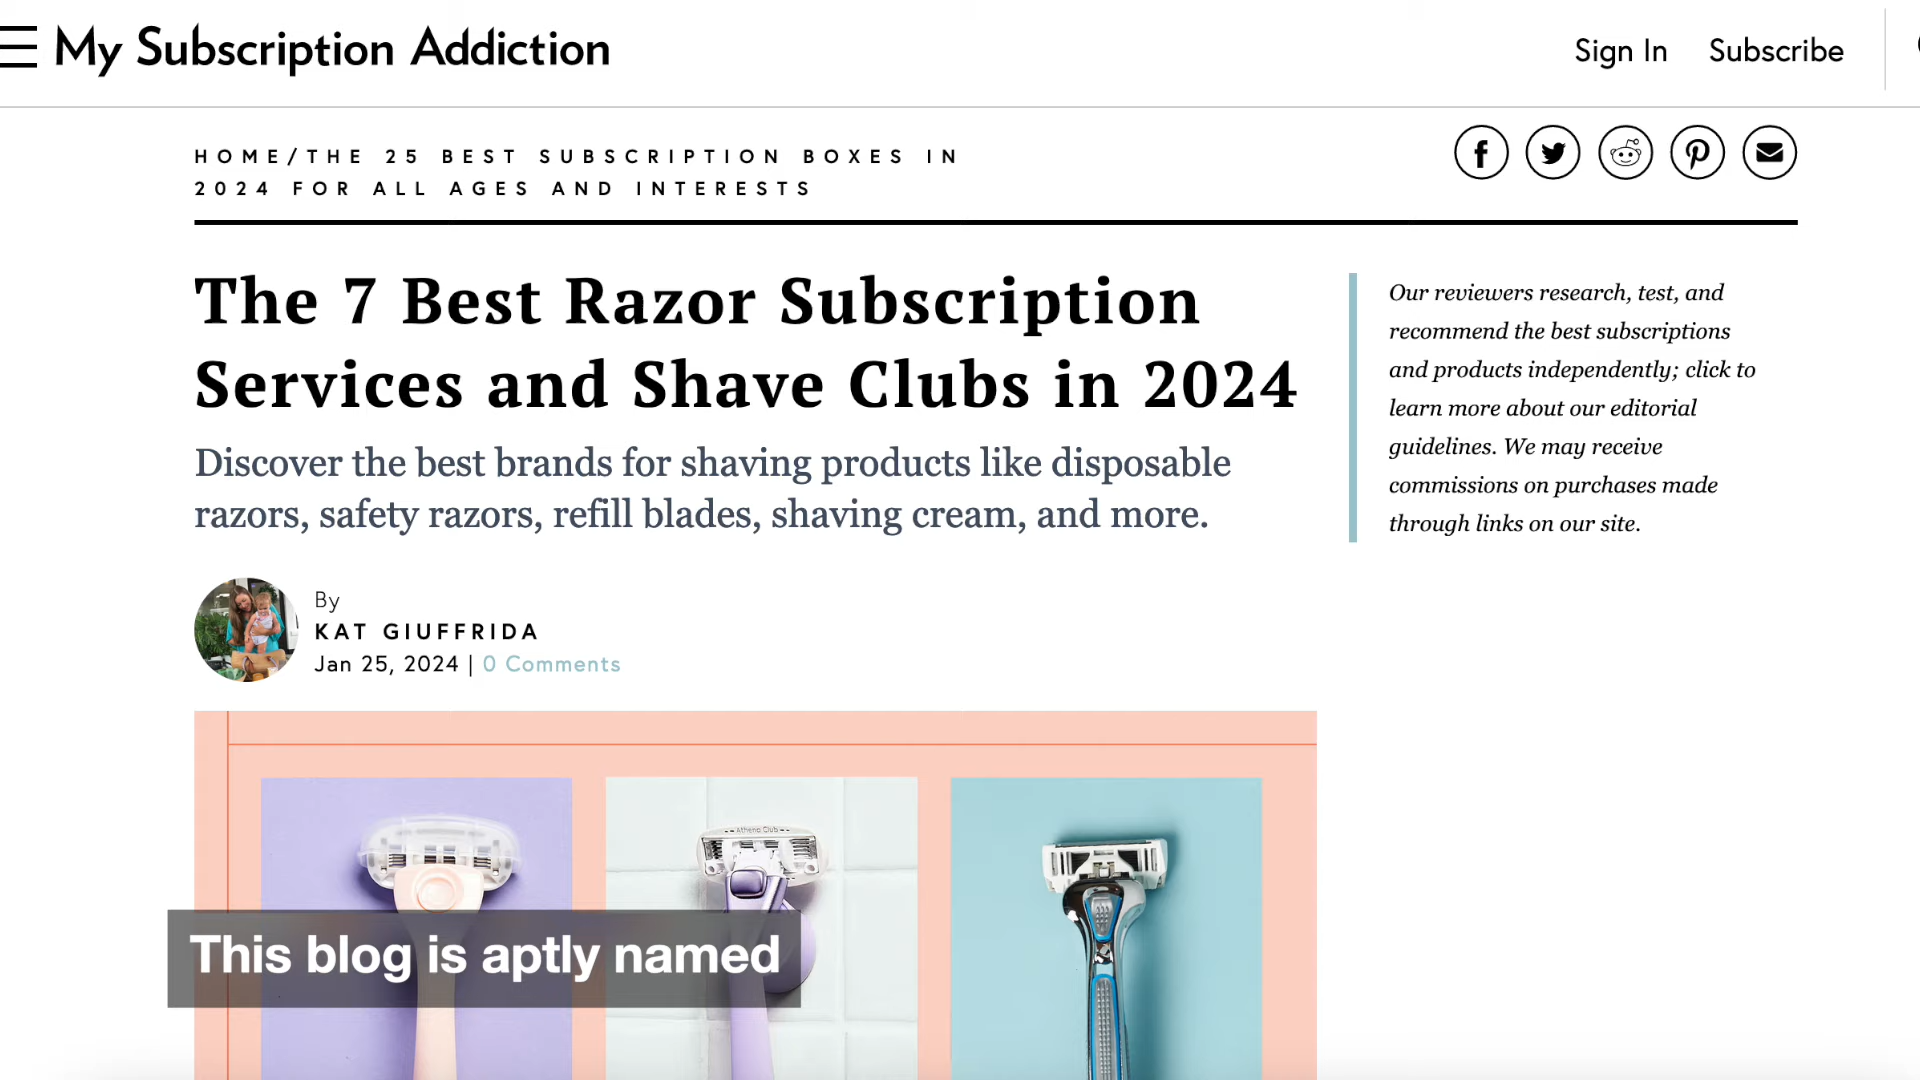 My Subscription Addiction
Sign In
Subscribe
HOME/THE 25 BEST SUBSCRIPTION BOXES IN
2024 FOR ALL AGES AND INTERESTS
The 7 Best Razor Subscription
Services and Shave Clubs in 2024
Discover the best brands for shaving products like disposable
razors, safety razors, refill blades, shaving cream, and more.
Our reviewers research, test, and
recommend the best subscriptions
and products independently; click to
learn more about our editorial
guidelines. We may receive
commissions on purchases made
through links on our site.
By
KAT GIUFFRIDA
Jan 25, 2024 | 0 Comments
Athena Club
This blog is aptly named